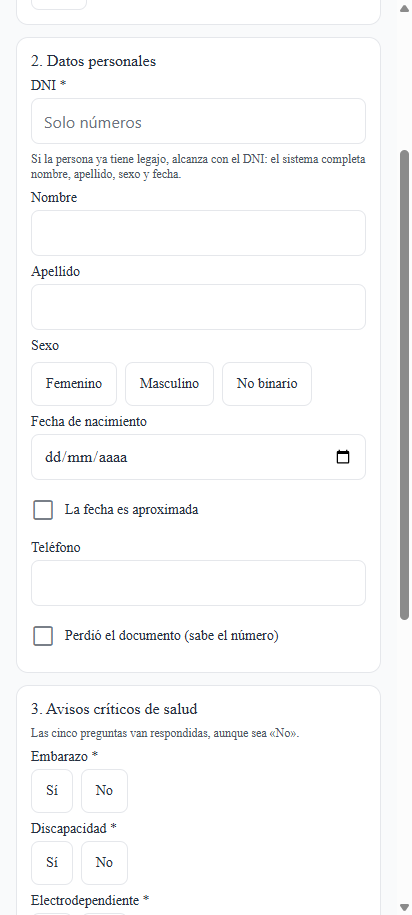 2. Datos personales
DNI *
Solo números
Si la persona ya tiene legajo, alcanza con el DNI: el sistema completa
nombre, apellido, sexo y fecha.
Nombre
Apellido
Sexo
Femenino
Masculino
No binario
Fecha de nacimiento
dd/mm/aaaa
La fecha es aproximada
Teléfono
Perdió el documento (sabe el número)
3. Avisos críticos de salud
Las cinco preguntas van respondidas, aunque sea «No».
Embarazo *
Sí
No
Discapacidad *
Sí
No
Electrodependiente *